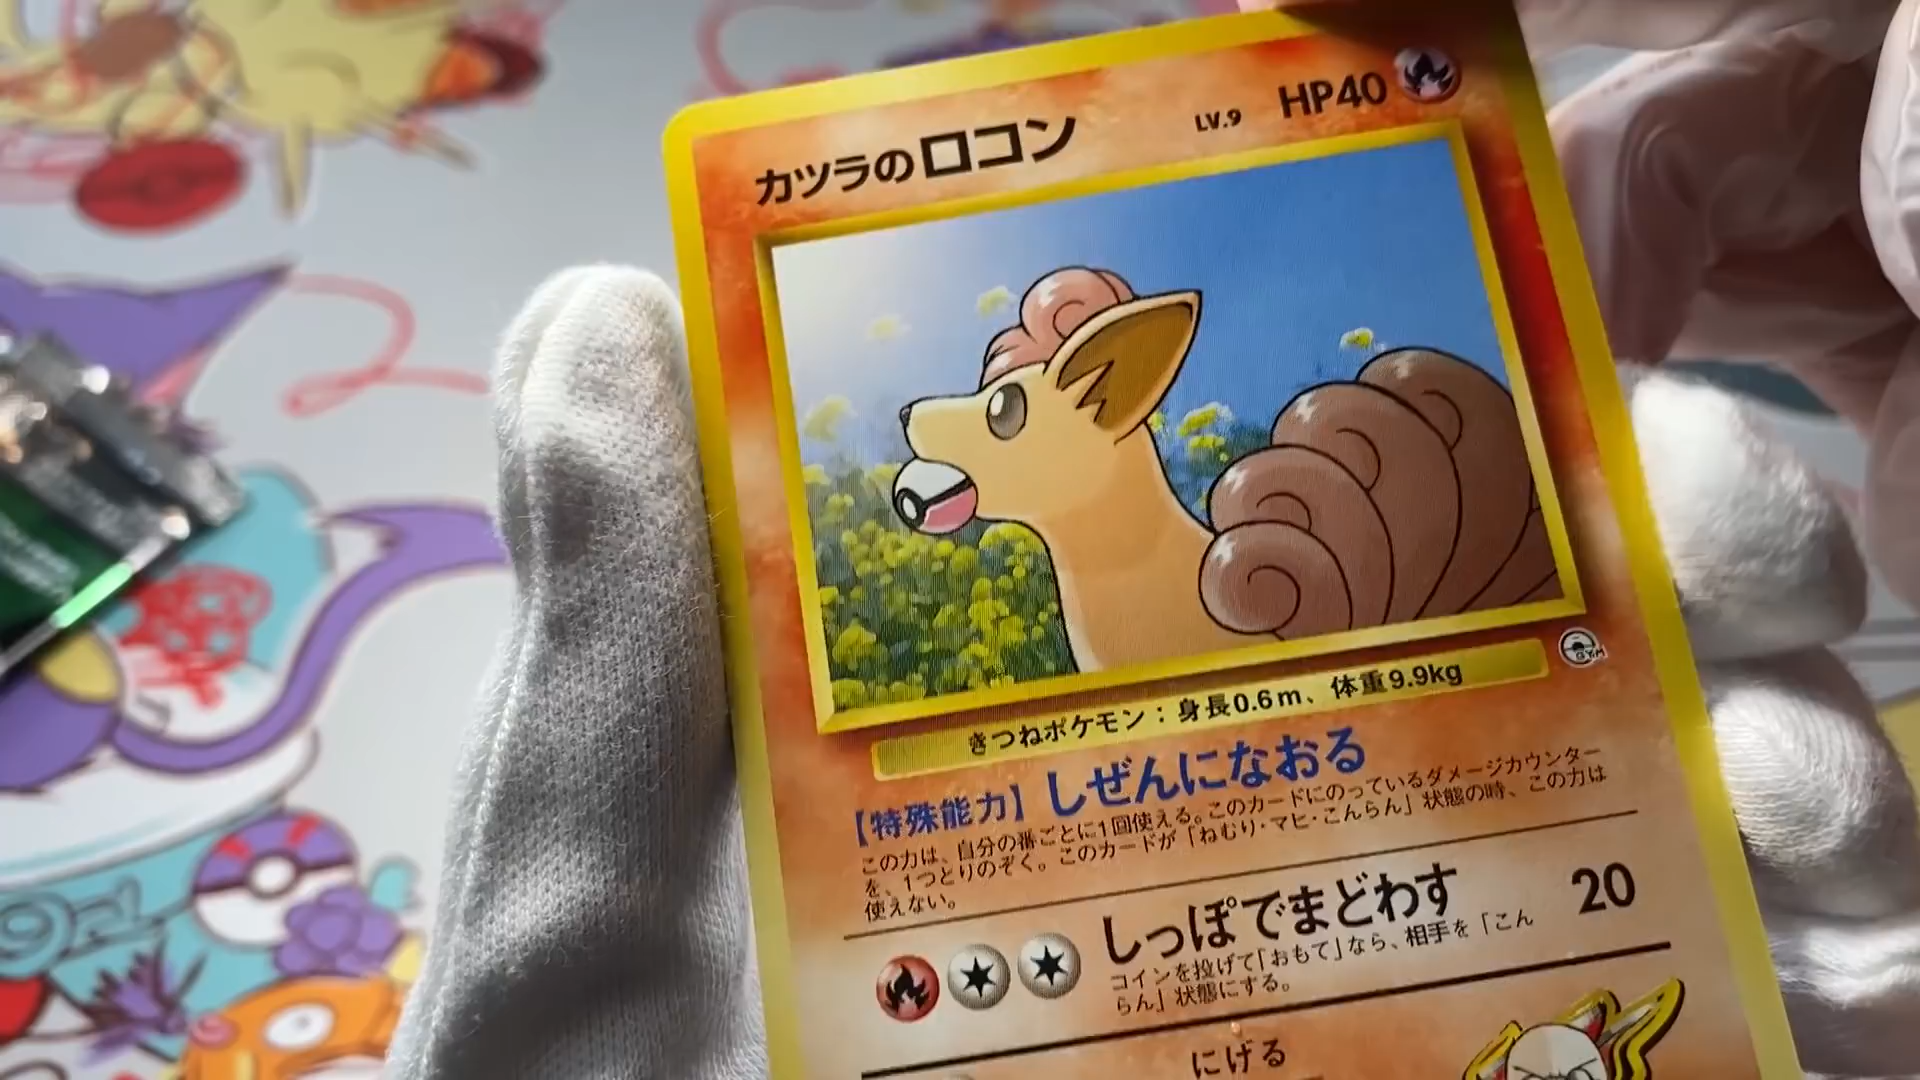 カツラのロコン LV.9 HP40
GYM
きつねポケモン：身長0.6m、体重9.9kg
【特殊能力】しぜんになおる
この力は、自分の番ごとに1回使える。このカードにのっているダメージカウンター
を、1つとりのぞく。このカードが「ねむり・マヒ・こんらん」状態の時、この力は
使えない。
しっぽでまどわす 20
コインを投げて「おもて」なら、相手を「こん
らん」状態にする。
にげる